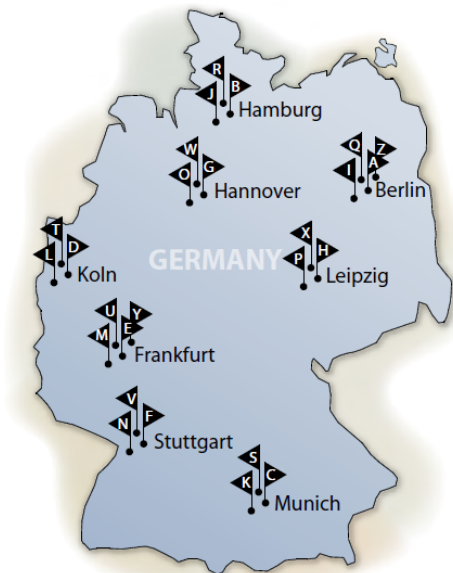 R
B
J
Hamburg
W
G
O
Hannover
Q
Z
A
I
Berlin
T
D
L
Koln
GERMANY
X
H
P
Leipzig
U
Y
E
M
Frankfurt
V
F
N
Stuttgart
S
C
K
Munich